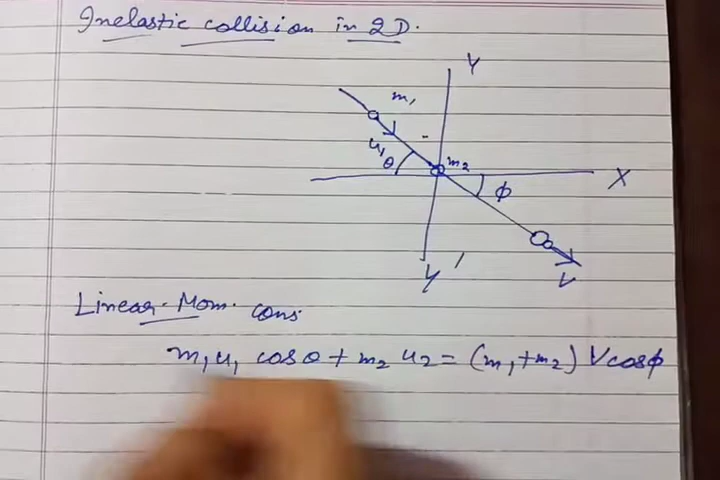 Inelastic collision in 2D.
Y
m₁
u₁
θ
m₂
X
ϕ
Y'
V
Linear Mom. cons.
m₁u₁ cosθ + m₂ u₂ = (m₁+m₂) V cosϕ